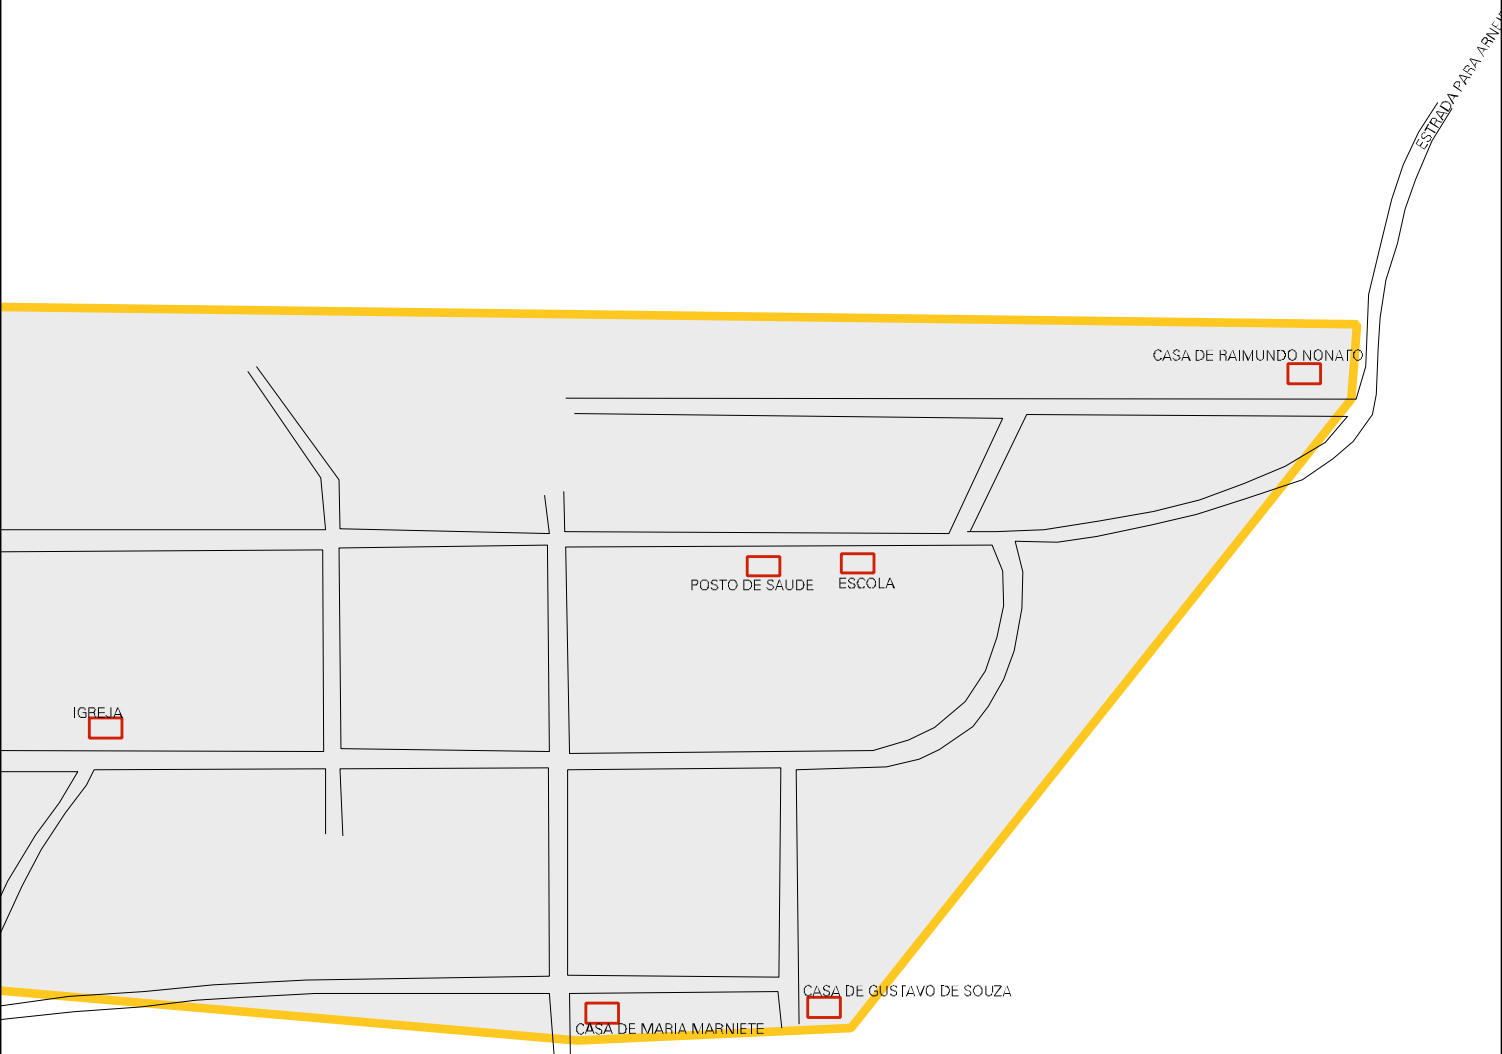 ESTRADA PARA
CASA DE RAIMUNDO NONATO
POSTO DE SAUDE
ESCOLA
IGREJA
CASA DE GUSTAVO DE SOUZA
CASA DE MARIA MARNIETE